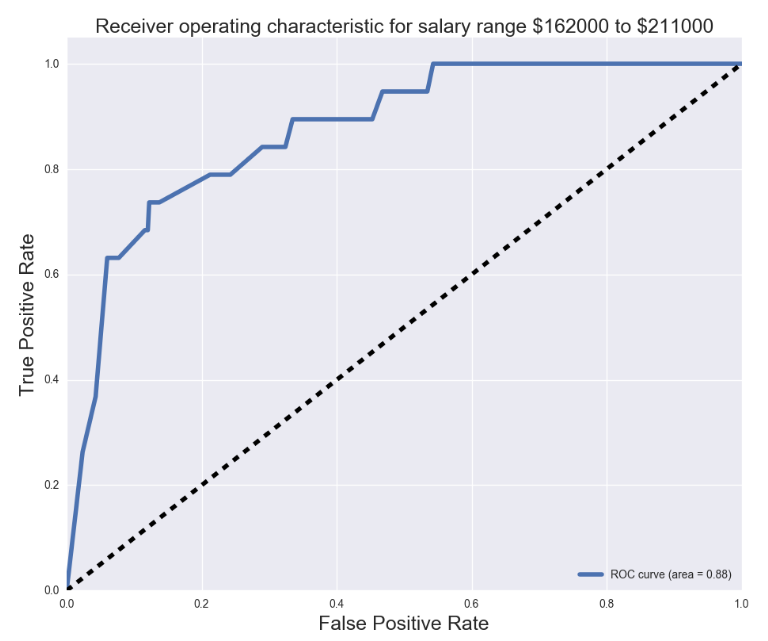 Receiver operating characteristic for salary range $162000 to $211000
1.0
0.8
0.6
0.4
0.2
0.0
True Positive Rate
ROC curve (area = 0.88)
0.0 0.2 0.4 0.6 0.8 1.0
False Positive Rate